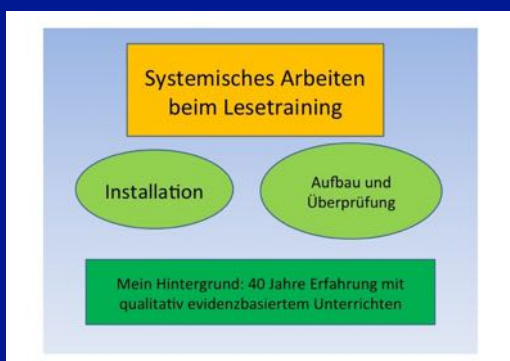 Systemisches Arbeiten
beim Lesetraining
Installation
Aufbau und
Überprüfung
Mein Hintergrund: 40 Jahre Erfahrung mit
qualitativ evidenzbasiertem Unterrichten